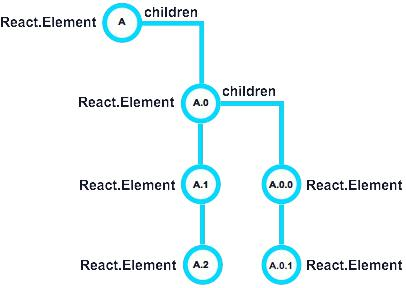 children
React.Element A
children
React.Element A.0
React.Element A.1 A.0.0 React.Element
React.Element A.2 A.0.1 React.Element